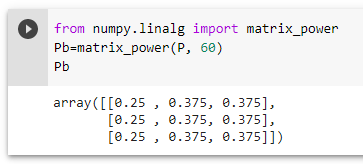 from numpy.linalg import matrix_power
Pb=matrix_power(P, 60)
Pb
array([[0.25 , 0.375, 0.375],
       [0.25 , 0.375, 0.375],
       [0.25 , 0.375, 0.375]])